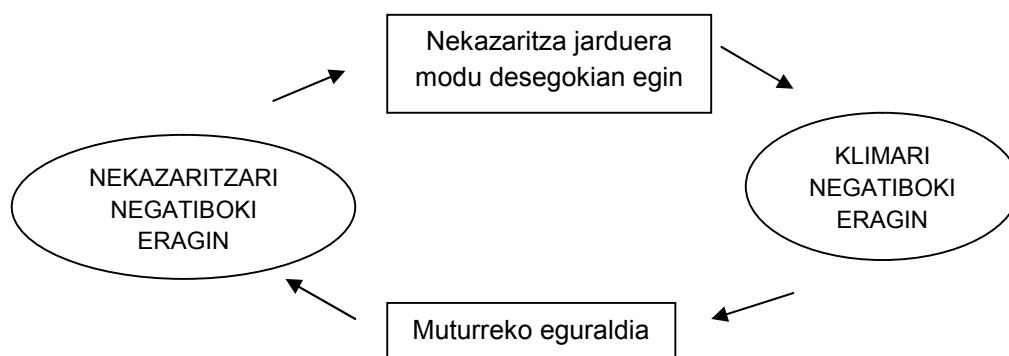 Nekazaritza jarduera
modu desegokian egin
KLIMARI
NEGATIBOKI
ERAGIN
Muturreko eguraldia
NEKAZARITZARI
NEGATIBOKI
ERAGIN